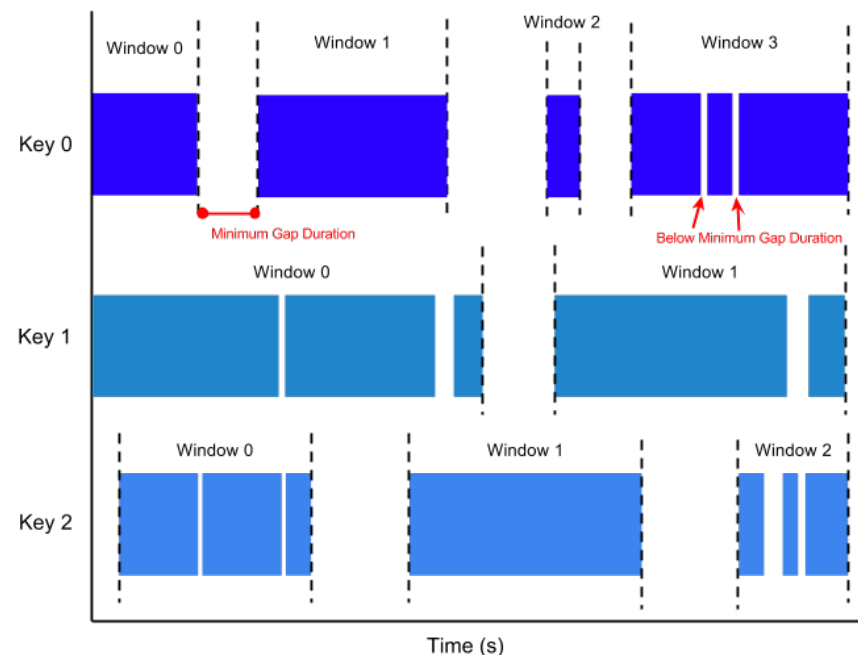 Window 0
Window 1
Window 2
Window 3
Key 0
Minimum Gap Duration
Below Minimum Gap Duration
Window 0
Window 1
Key 1
Window 0
Window 1
Window 2
Key 2
Time (s)